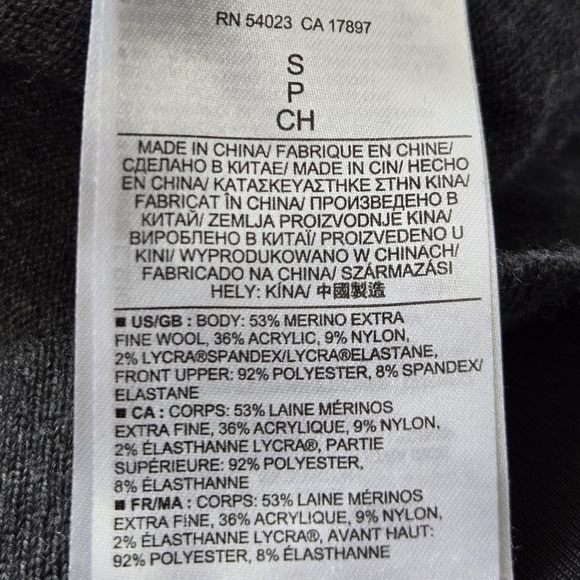 RN 54023 CA 17897
S
P
CH
MADE IN CHINA/ FABRIQUE EN CHINE/
СДЕЛАНО В КИТАЕ/ MADE IN CIN/ HECHO
EN CHINA/ ΚΑΤΑΣΚΕΥΑΣΤΗΚΕ ΣΤΗΝ ΚΙΝΑ/
FABRICAT ÎN CHINA/ ПРОИЗВЕДЕНО В
КИТАЙ/ ZEMLJA PROIZVODNJE KINA/
ВИРОБЛЕНО В КИТАЇ/ PROIZVEDENO U
KINI/ WYPRODUKOWANO W CHINACH/
FABRICADO NA CHINA/ SZÁRMAZÁSI
HELY: KÍNA/ 中國製造
■ US/GB : BODY: 53% MERINO EXTRA
FINE WOOL, 36% ACRYLIC, 9% NYLON,
2% LYCRA®SPANDEX/LYCRA®ELASTANE,
FRONT UPPER: 92% POLYESTER, 8% SPANDEX/
ELASTANE
■ CA : CORPS: 53% LAINE MÉRINOS
EXTRA FINE, 36% ACRYLIQUE, 9% NYLON,
2% ÉLASTHANNE LYCRA®, PARTIE
SUPÉRIEURE: 92% POLYESTER,
8% ÉLASTHANNE
■ FR/MA : CORPS: 53% LAINE MÉRINOS
EXTRA FINE, 36% ACRYLIQUE, 9% NYLON,
2% ÉLASTHANNE LYCRA®, AVANT HAUT:
92% POLYESTER, 8% ÉLASTHANNE